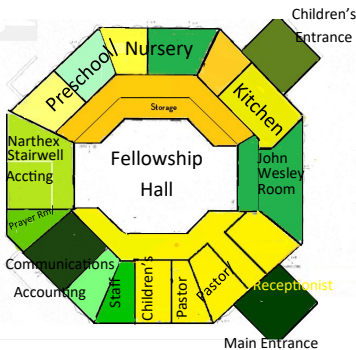 Children's
Entrance
Nursery
Preschool/
Kitchen
Storage
Narthex
Stairwell
Accting
Fellowship
Hall
John
Wesley
Room
Prayer Rm/
Communications
Accounting
Staff
Children's
Pastor
Pastor/
Receptionist
Main Entrance